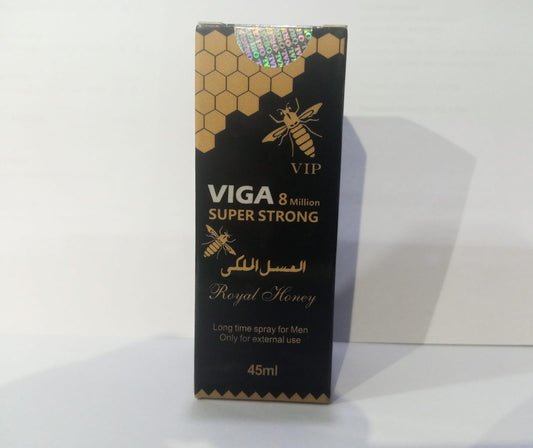 VIP
VIGA 8 Million
SUPER STRONG
العسل الملكي
Royal Honey
Long time spray for Men
Only for external use
45ml